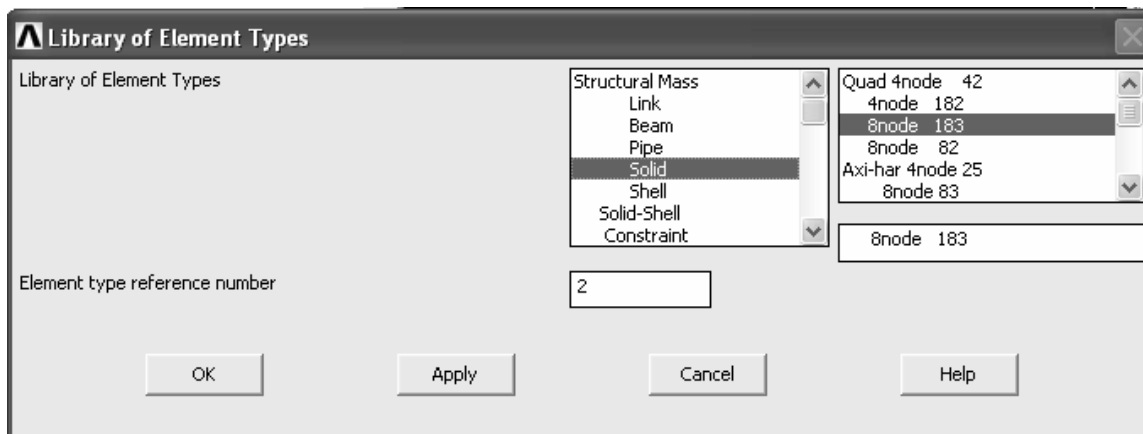 Library of Element Types
Library of Element Types
Structural Mass
Link
Beam
Pipe
Solid
Shell
Solid-Shell
Constraint
Quad 4node 42
4node 182
8node 183
8node 82
Axi-har 4node 25
8node 83
8node 183
Element type reference number
2
OK
Apply
Cancel
Help